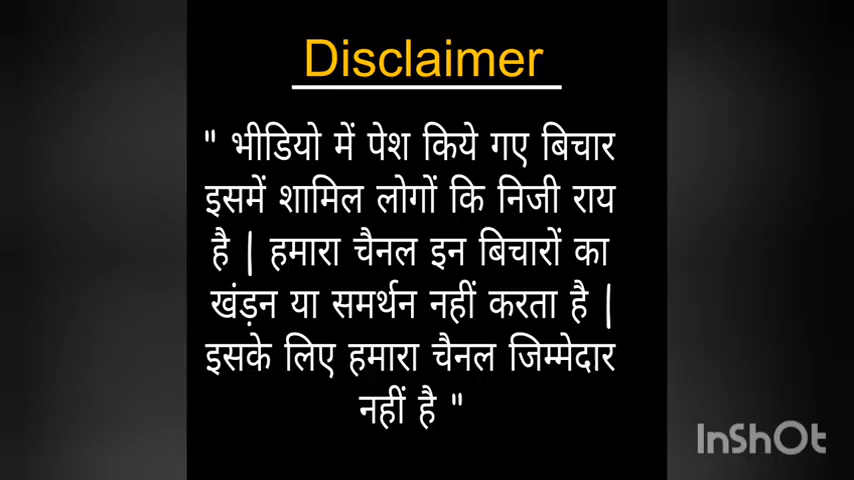 Disclaimer
" भीडियो में पेश किये गए बिचार
इसमें शामिल लोगों कि निजी राय
है | हमारा चैनल इन बिचारों का
खंड़न या समर्थन नहीं करता है |
इसके लिए हमारा चैनल जिम्मेदार
नहीं है "
InShOt